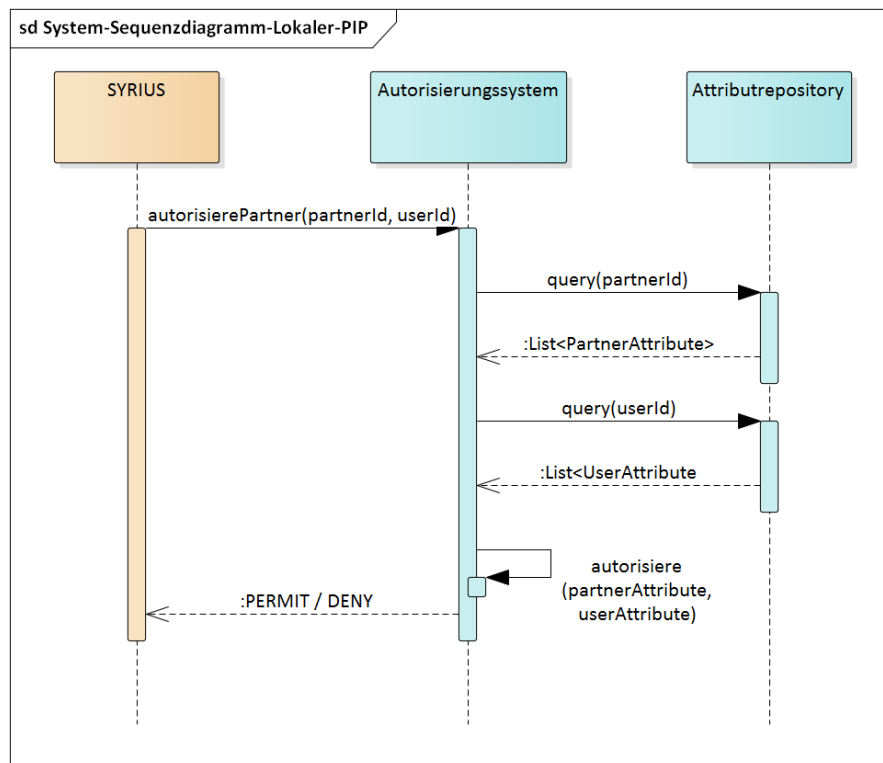 sd System-Sequenzdiagramm-Lokaler-PIP
SYRIUS
Autorisierungssystem
Attributrepository
autorisierePartner(partnerId, userId)
query(partnerId)
:List<PartnerAttribute>
query(userId)
:List<UserAttribute
autorisiere
(partnerAttribute,
userAttribute)
:PERMIT / DENY